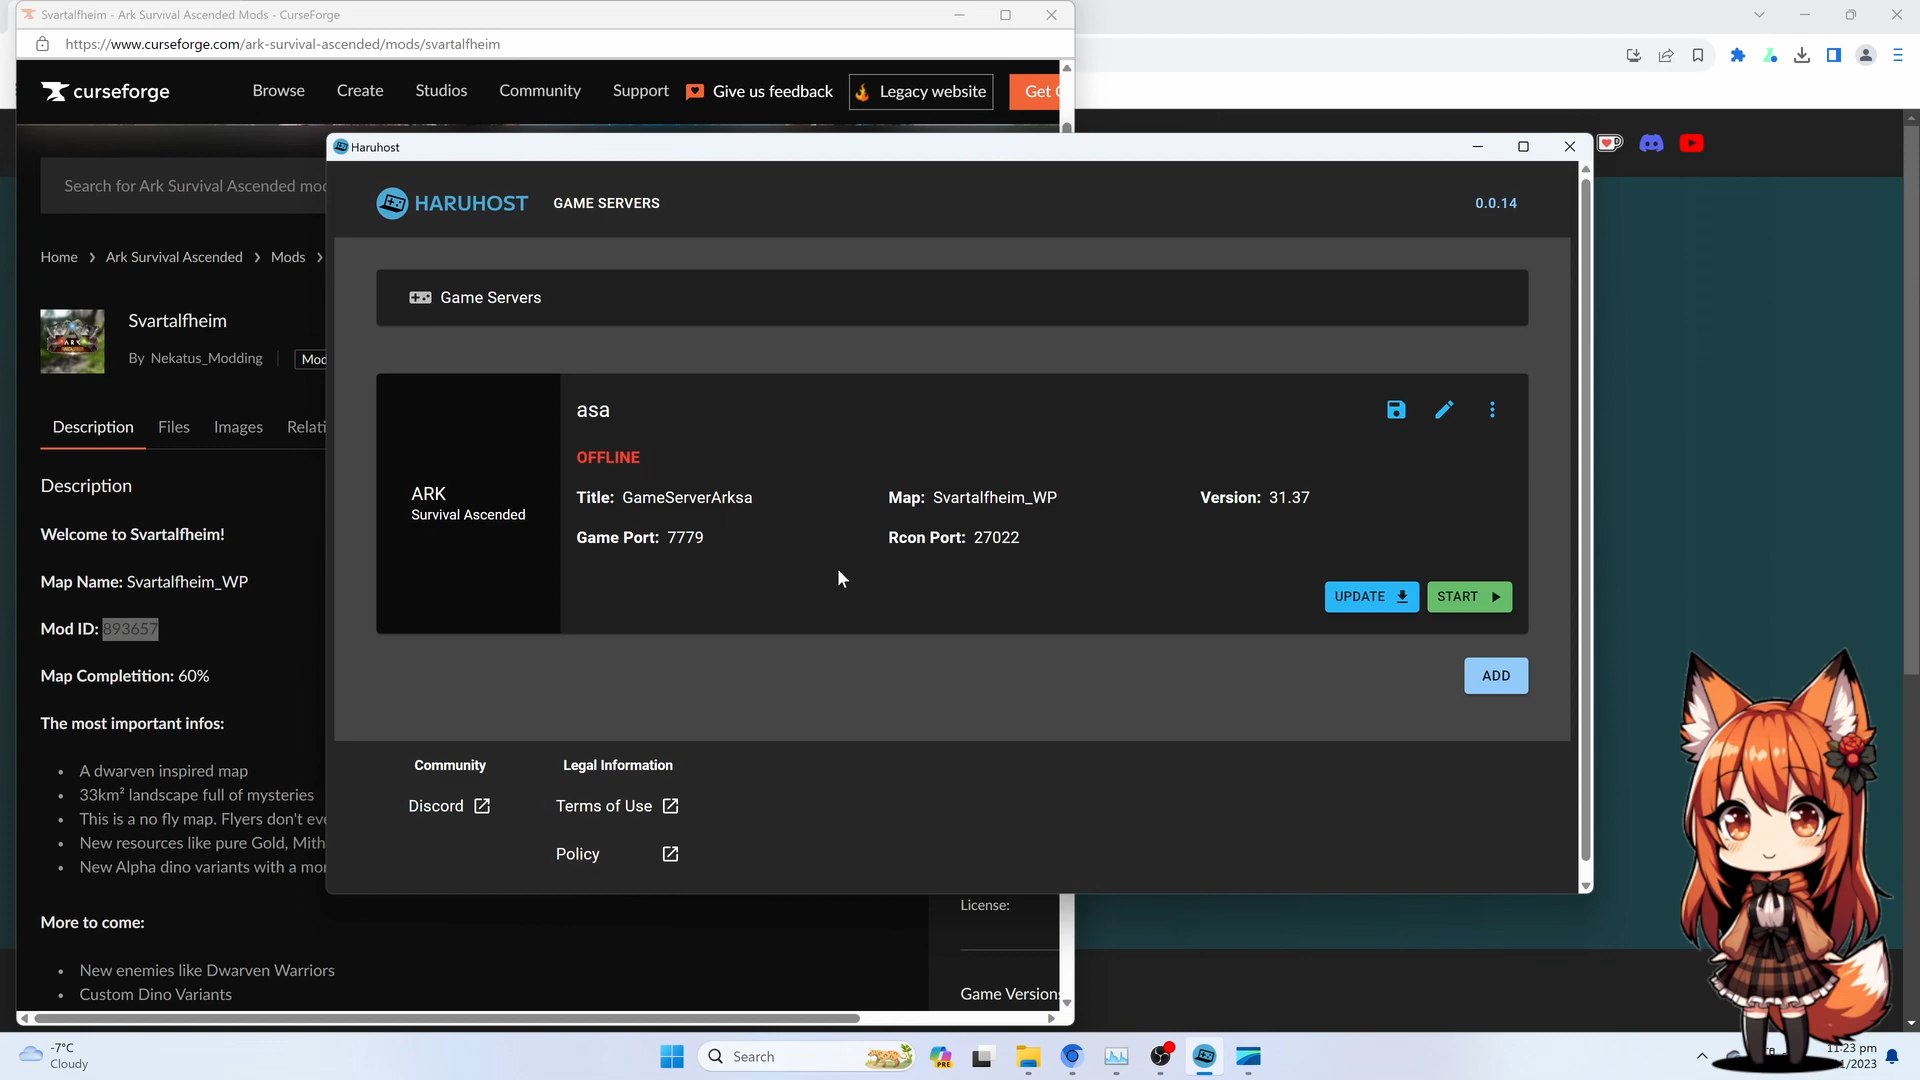 Svartalfheim - Ark Survival Ascended Mods - CurseForge
https://www.curseforge.com/ark-survival-ascended/mods/svartalfheim
curseforge
Browse
Create
Studios
Community
Support
Give us feedback
Legacy website
Get
Search for Ark Survival Ascended mo
Home > Ark Survival Ascended > Mods >
Svartalfheim
By Nekatus_Modding
Mod
Description
Files
Images
Relati
Description
Welcome to Svartalfheim!
Map Name: Svartalfheim_WP
Mod ID: 893657
Map Completition: 60%
The most important infos:
• A dwarven inspired map
• 33km² landscape full of mysteries
• This is a no fly map. Flyers don't eve
• New resources like pure Gold, Mith
• New Alpha dino variants with a mo
More to come:
• New enemies like Dwarven Warriors
• Custom Dino Variants
License:
Game Version
Haruhost
HARUHOST
GAME SERVERS
0.0.14
Game Servers
ARK
Survival Ascended
asa
OFFLINE
Title: GameServerArksa
Map: Svartalfheim_WP
Version: 31.37
Game Port: 7779
Rcon Port: 27022
UPDATE
START
ADD
Community
Legal Information
Discord
Terms of Use
Policy
-7°C
Cloudy
Search
PRE
11:23 pm
1/2023